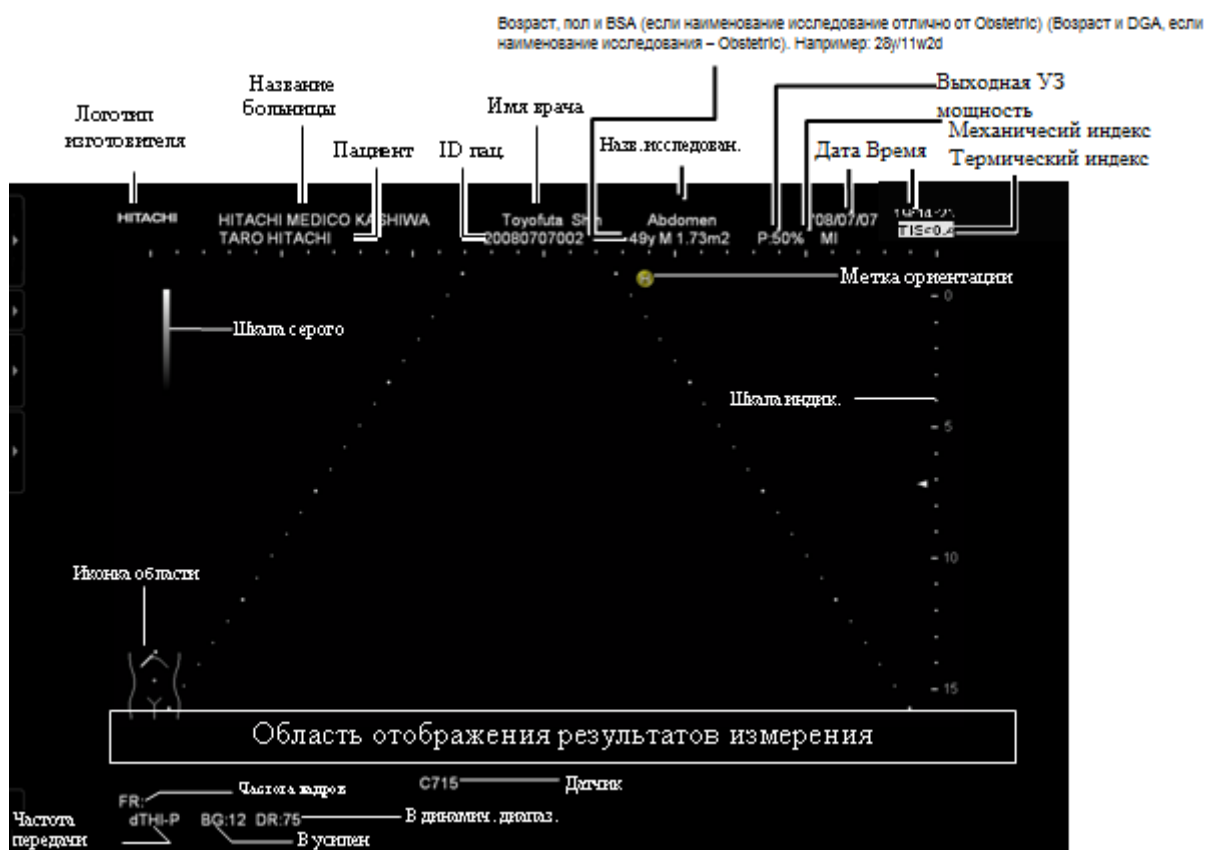 Возраст, пол и BSA (если наименование исследование отлично от Obstetric) (Возраст и DGA, если
наименование исследования – Obstetric). Например: 28y/11w2d
Логотип
изготовителя
Название
больницы
Пациент
ID пац.
Имя врача
Назв.исследован.
Выходная УЗ
мощность
Механичесий индекс
Дата Время
Термический индекс
HITACHI
HITACHI MEDICO KASHIWA
Toyofuta Shin
Abdomen
'08/07/07
TARO HITACHI
20080707002
49y M 1.73m2
P:50%
MI
TIS<0.4
Метка ориентации
0
Шкала серого
Шкала индик.
5
10
Иконка области
15
Область отображения результатов измерения
C715
Датчик
Частота кадров
FR:
Частота
передачи
dTHI-P
BG:12 DR:75
В динамич. диапаз.
В усилен